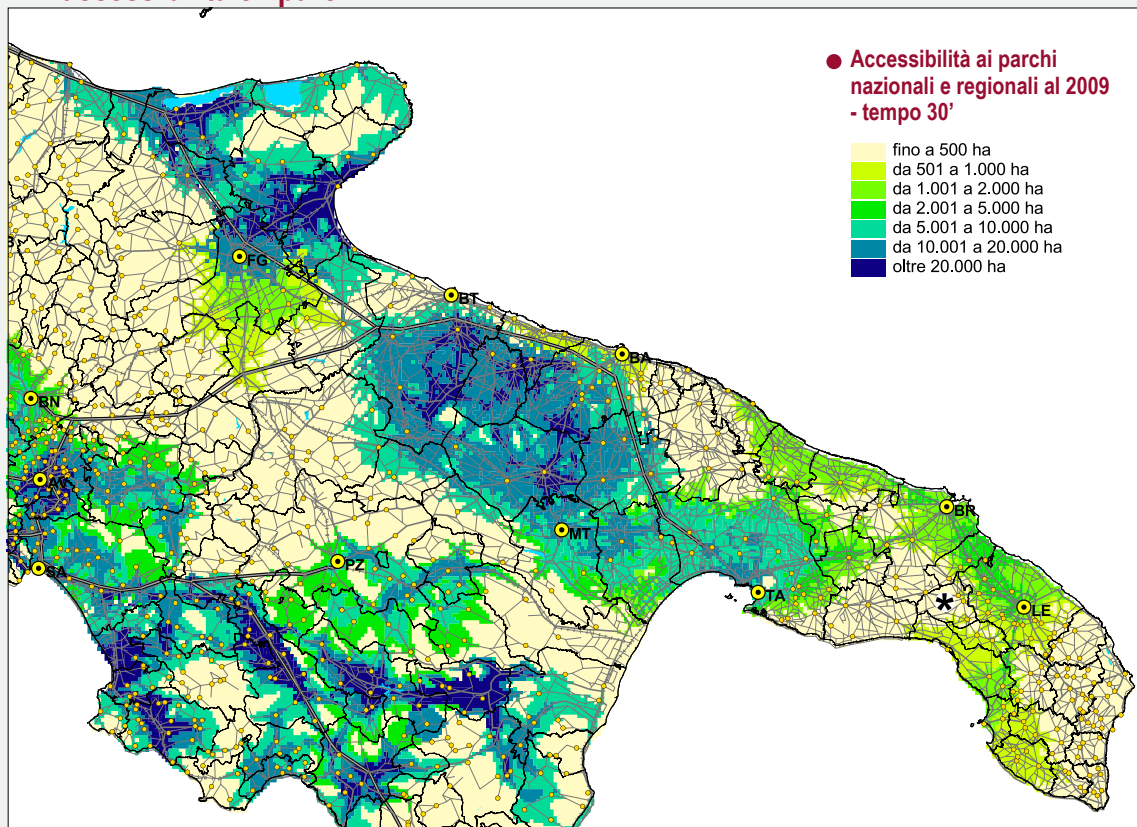 ● Accessibilità ai parchi
nazionali e regionali al 2009
- tempo 30’
fino a 500 ha
da 501 a 1.000 ha
da 1.001 a 2.000 ha
da 2.001 a 5.000 ha
da 5.001 a 10.000 ha
da 10.001 a 20.000 ha
oltre 20.000 ha
FG
BT
BA
BN
AV
BR
MT
PZ
SA
TA
*
LE